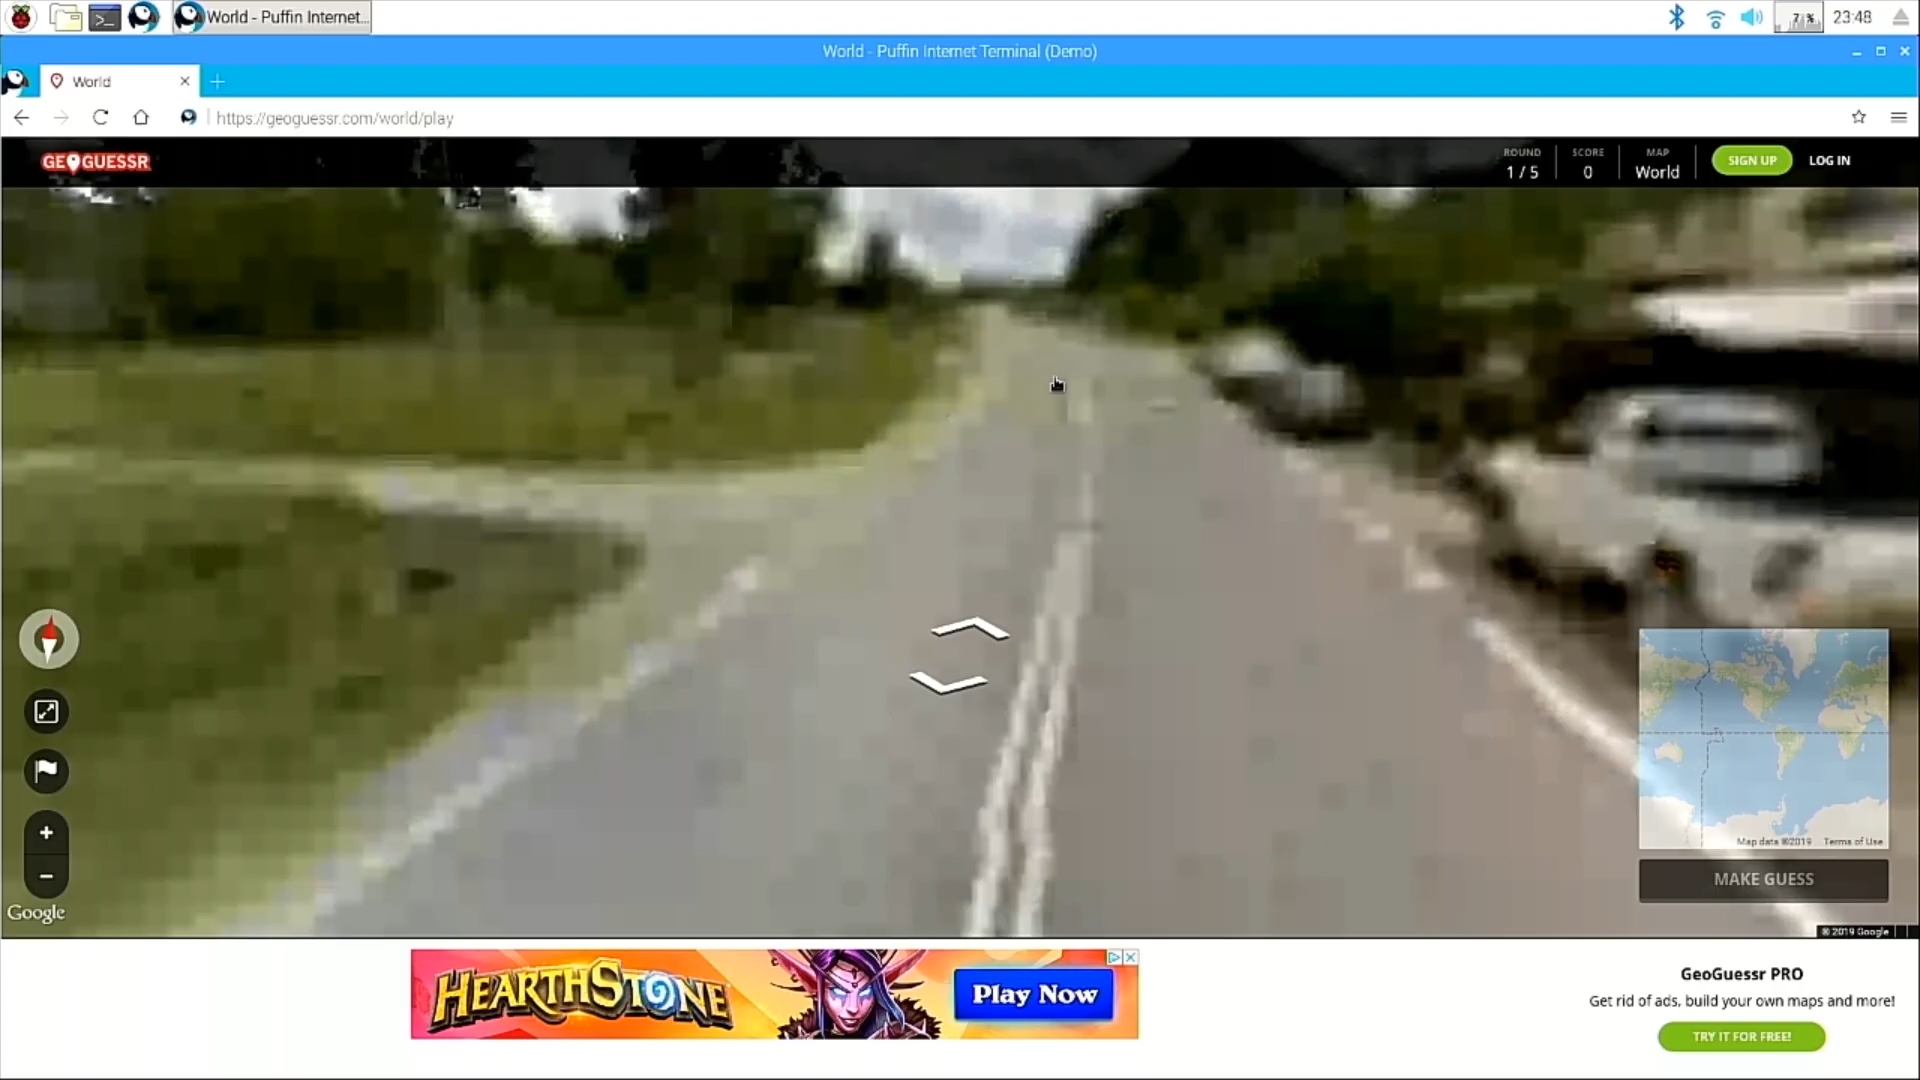 World - Puffin Internet...
7 %
23:48
World - Puffin Internet Terminal (Demo)
World
https://geoguessr.com/world/play
GEOGUESSR
ROUND
1 / 5
SCORE
0
MAP
World
SIGN UP
LOG IN
Map data ©2019
Terms of Use
MAKE GUESS
Google
© 2019 Google
HEARTHSTONE
Play Now
GeoGuessr PRO
Get rid of ads, build your own maps and more!
TRY IT FOR FREE!